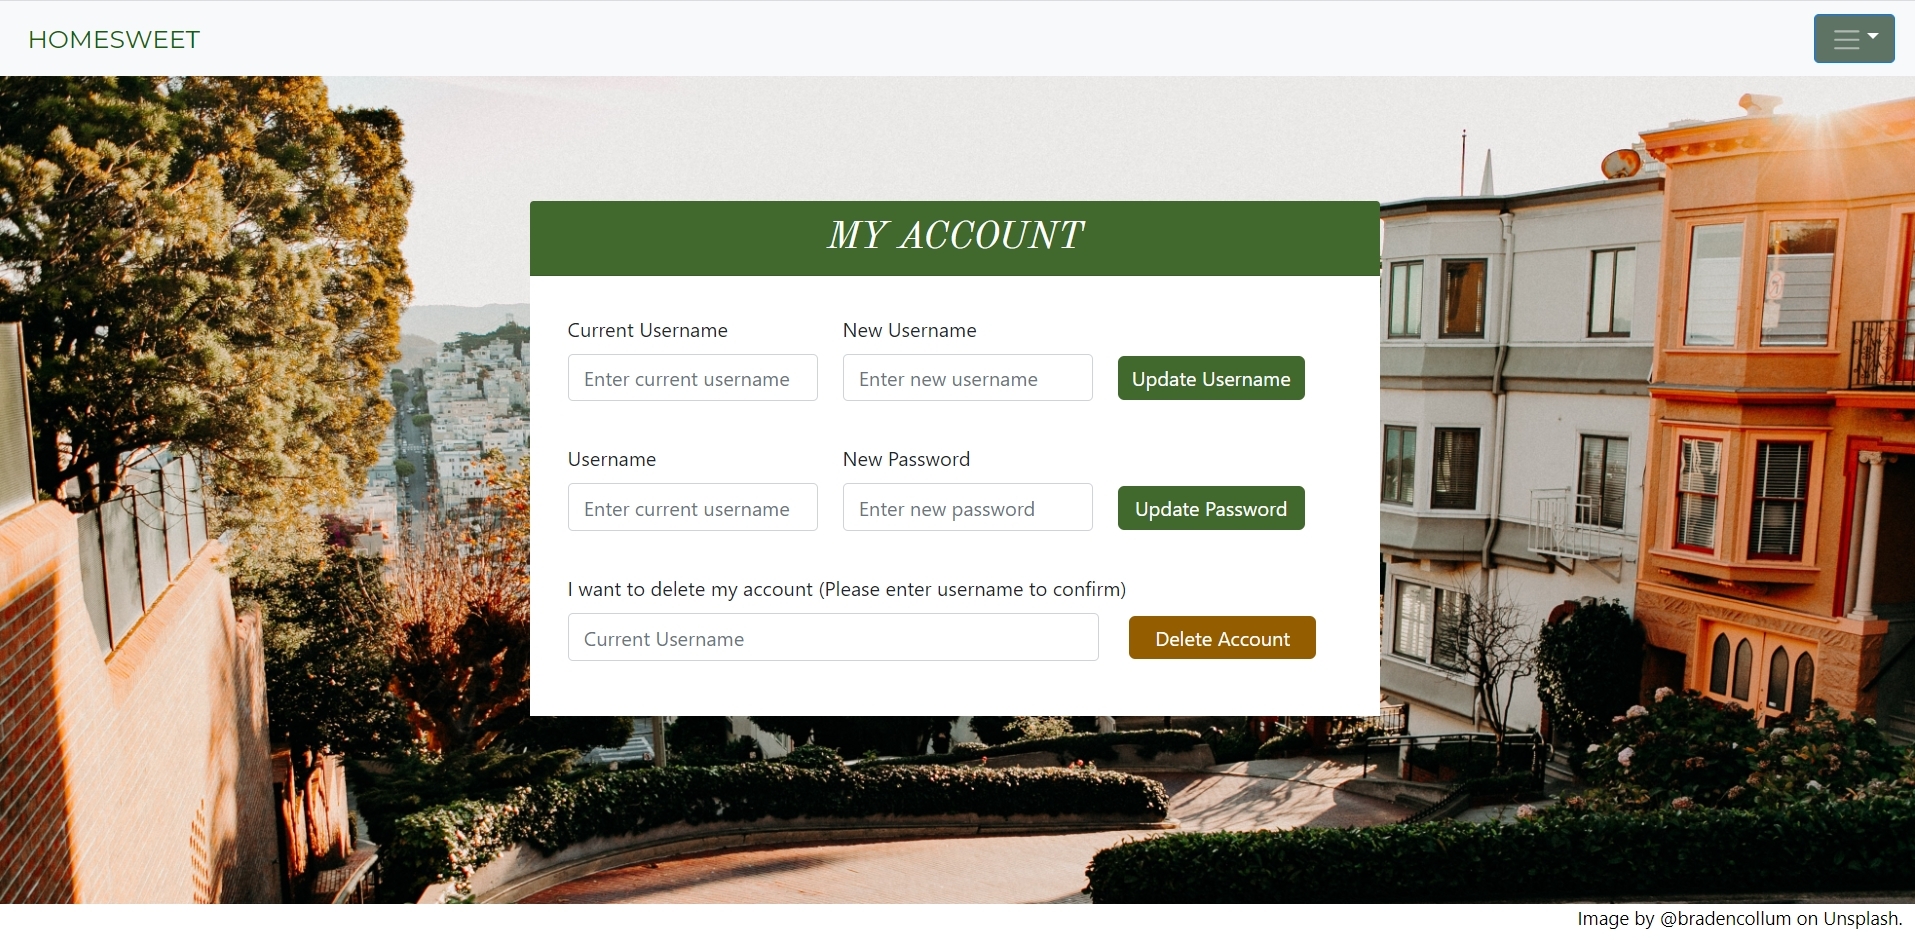 HOMESWEET
MY ACCOUNT
Current Username
New Username
Enter current username
Enter new username
Update Username
Username
New Password
Enter current username
Enter new password
Update Password
I want to delete my account (Please enter username to confirm)
Current Username
Delete Account
Image by @bradencollum on Unsplash.